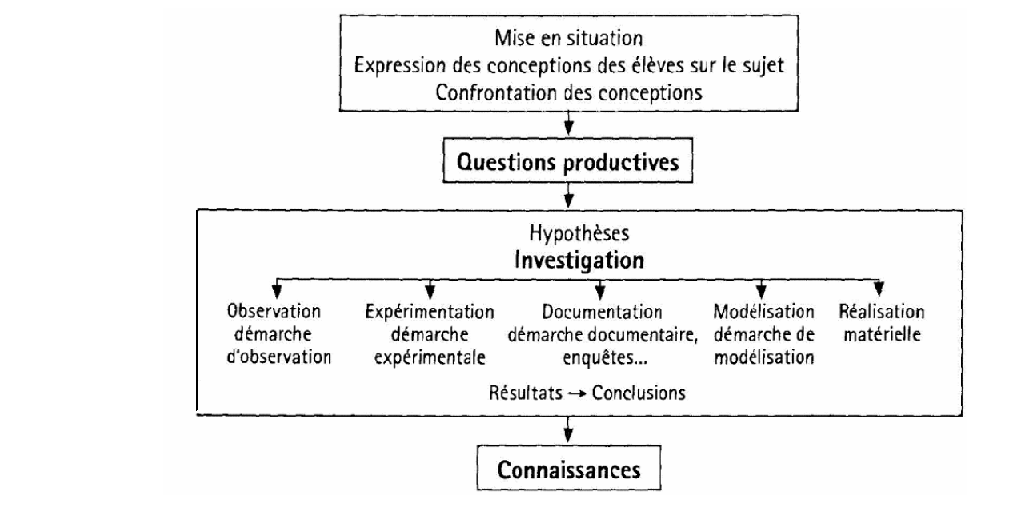 Mise en situation
Expression des conceptions des élèves sur le sujet
Confrontation des conceptions
Questions productives
Hypothèses
Investigation
Observation
démarche
d'observation
Expérimentation
démarche
expérimentale
Documentation
démarche documentaire,
enquêtes...
Modélisation
démarche de
modélisation
Réalisation
matérielle
Résultats → Conclusions
Connaissances